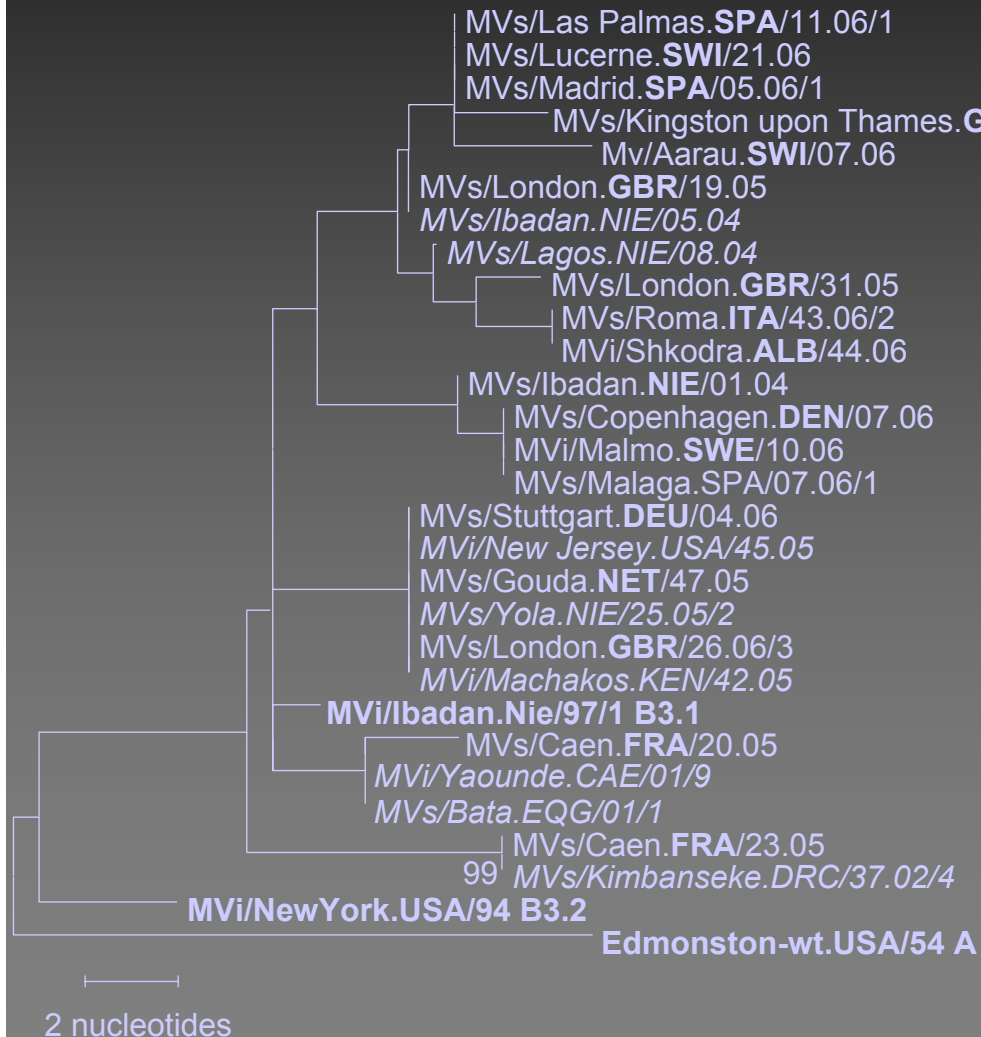 MVs/Las Palmas.SPA/11.06/1
MVs/Lucerne.SWI/21.06
MVs/Madrid.SPA/05.06/1
MVs/Kingston upon Thames.G
Mv/Aarau.SWI/07.06
MVs/London.GBR/19.05
MVs/Ibadan.NIE/05.04
MVs/Lagos.NIE/08.04
MVs/London.GBR/31.05
MVs/Roma.ITA/43.06/2
MVi/Shkodra.ALB/44.06
MVs/Ibadan.NIE/01.04
MVs/Copenhagen.DEN/07.06
MVi/Malmo.SWE/10.06
MVs/Malaga.SPA/07.06/1
MVs/Stuttgart.DEU/04.06
MVi/New Jersey.USA/45.05
MVs/Gouda.NET/47.05
MVs/Yola.NIE/25.05/2
MVs/London.GBR/26.06/3
MVi/Machakos.KEN/42.05
MVi/Ibadan.Nie/97/1 B3.1
MVs/Caen.FRA/20.05
MVi/Yaounde.CAE/01/9
MVs/Bata.EQG/01/1
MVs/Caen.FRA/23.05
99 MVs/Kimbanseke.DRC/37.02/4
MVi/NewYork.USA/94 B3.2
Edmonston-wt.USA/54 A
2 nucleotides